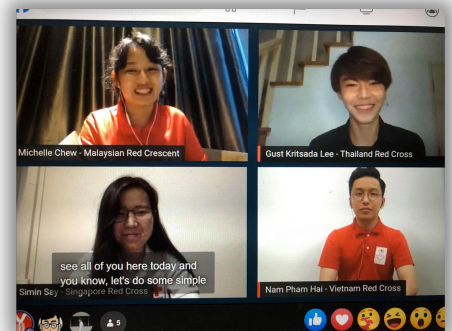 Michelle Chew - Malaysian Red Crescent
Gust Kritsada Lee - Thailand Red Cross
see all of you here today and
you know, let's do some simple
Simin Say - Singapore Red Cross
Nam Pham Hai - Vietnam Red Cross
5